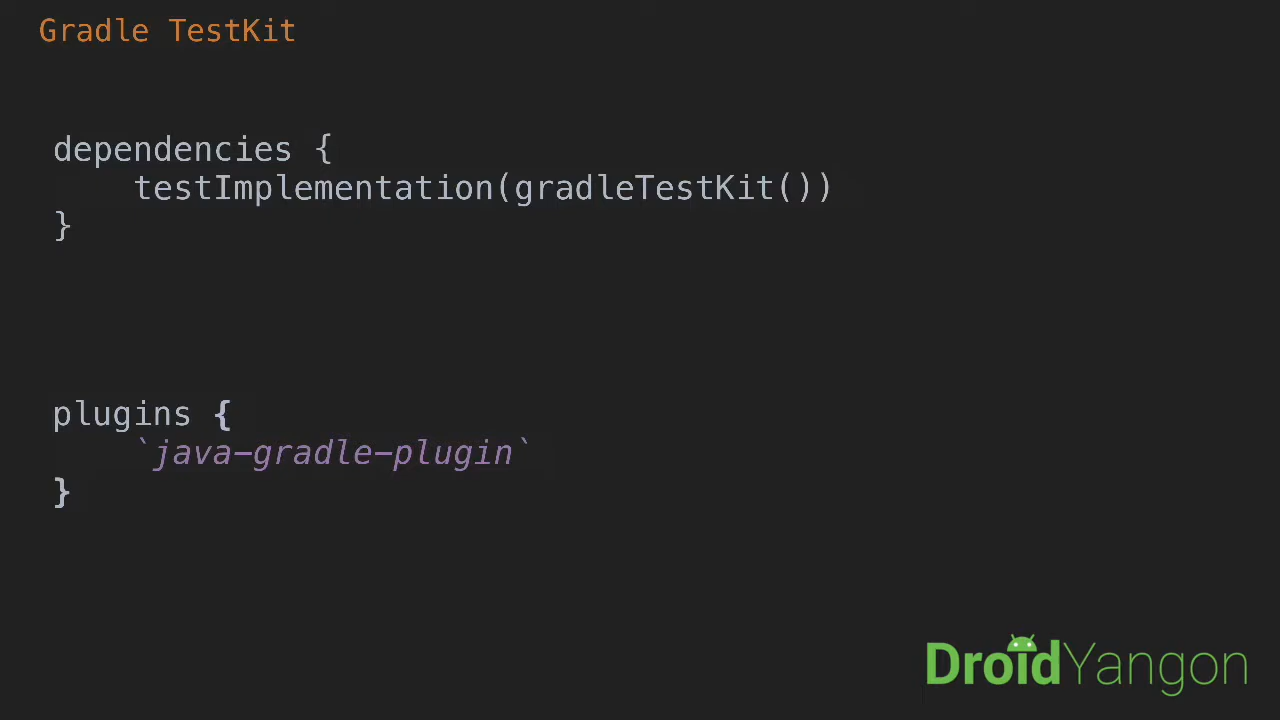 Gradle TestKit
dependencies {
    testImplementation(gradleTestKit())
}
plugins {
    `java-gradle-plugin`
}
DroidYangon